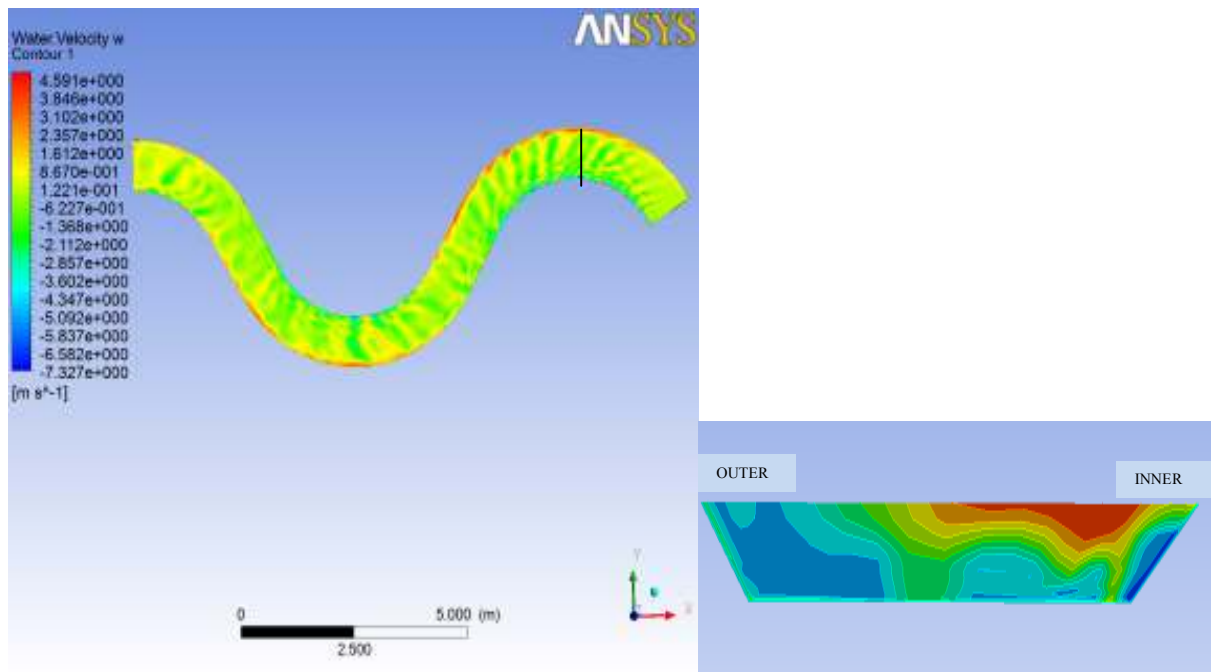 ANSYS
Water Velocity w
Contour 1
4.591e+000
3.846e+000
3.102e+000
2.357e+000
1.612e+000
8.670e-001
1.221e-001
-6.227e-001
-1.368e+000
-2.112e+000
-2.857e+000
-3.602e+000
-4.347e+000
-5.092e+000
-5.837e+000
-6.582e+000
-7.327e+000
[m s^-1]
OUTER
INNER
Y
X
0 5.000 (m)
2.500